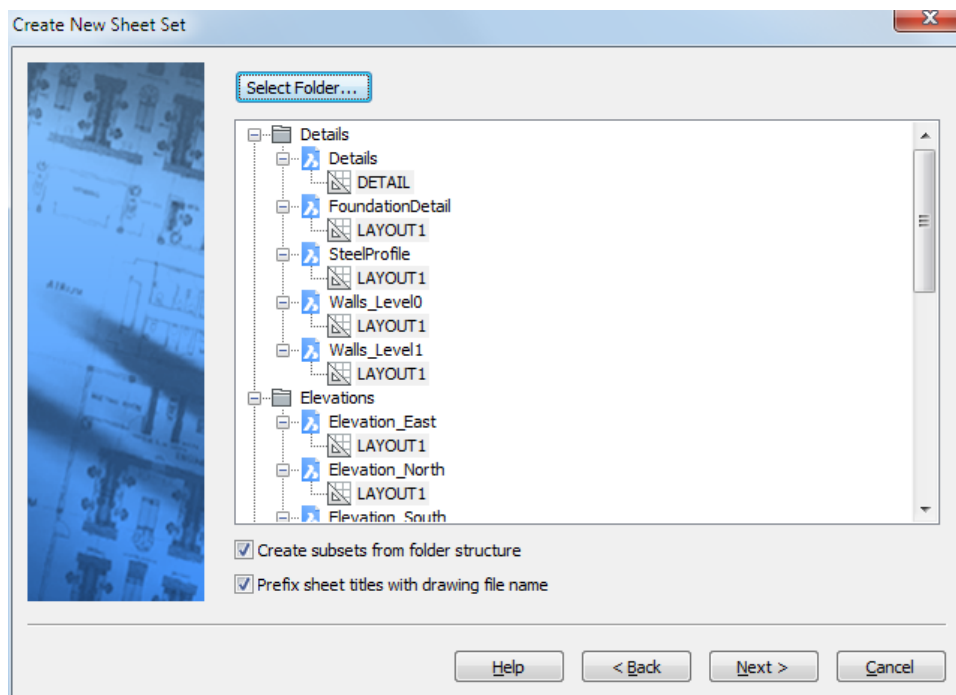 Create New Sheet Set
Select Folder...
Details
Details
DETAIL
FoundationDetail
LAYOUT1
SteelProfile
LAYOUT1
Walls_Level0
LAYOUT1
Walls_Level1
LAYOUT1
Elevations
Elevation_East
LAYOUT1
Elevation_North
LAYOUT1
Elevation_South
Create subsets from folder structure
Prefix sheet titles with drawing file name
Help
< Back
Next >
Cancel